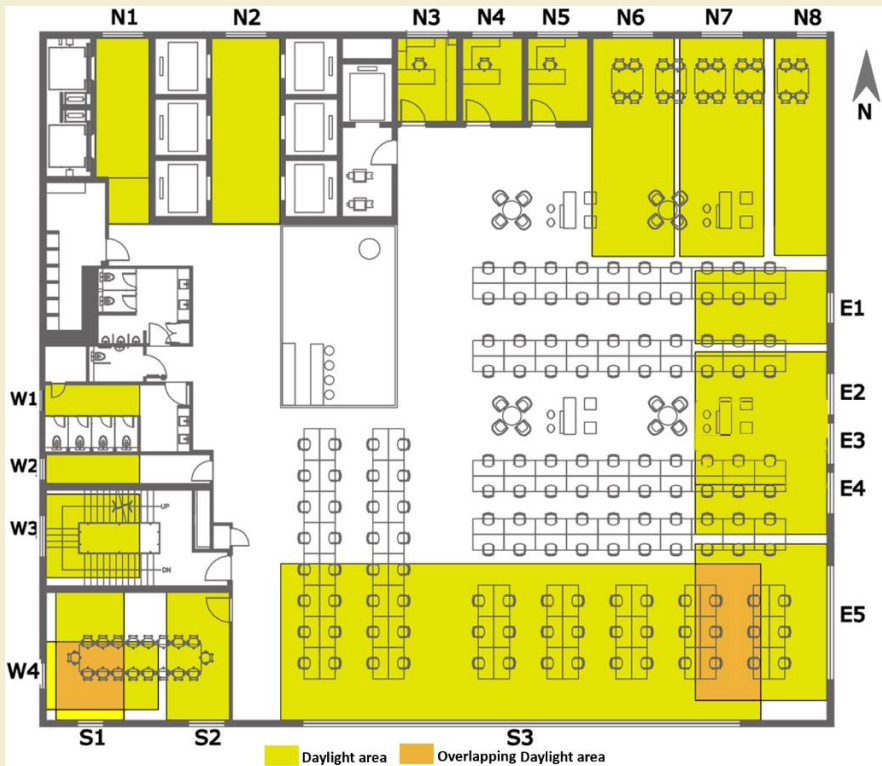 N1 N2 N3 N4 N5 N6 N7 N8
N
E1
W1
E2
E3
W2
E4
UP
W3
DN
E5
W4
S1 S2 S3
Daylight area Overlapping Daylight area